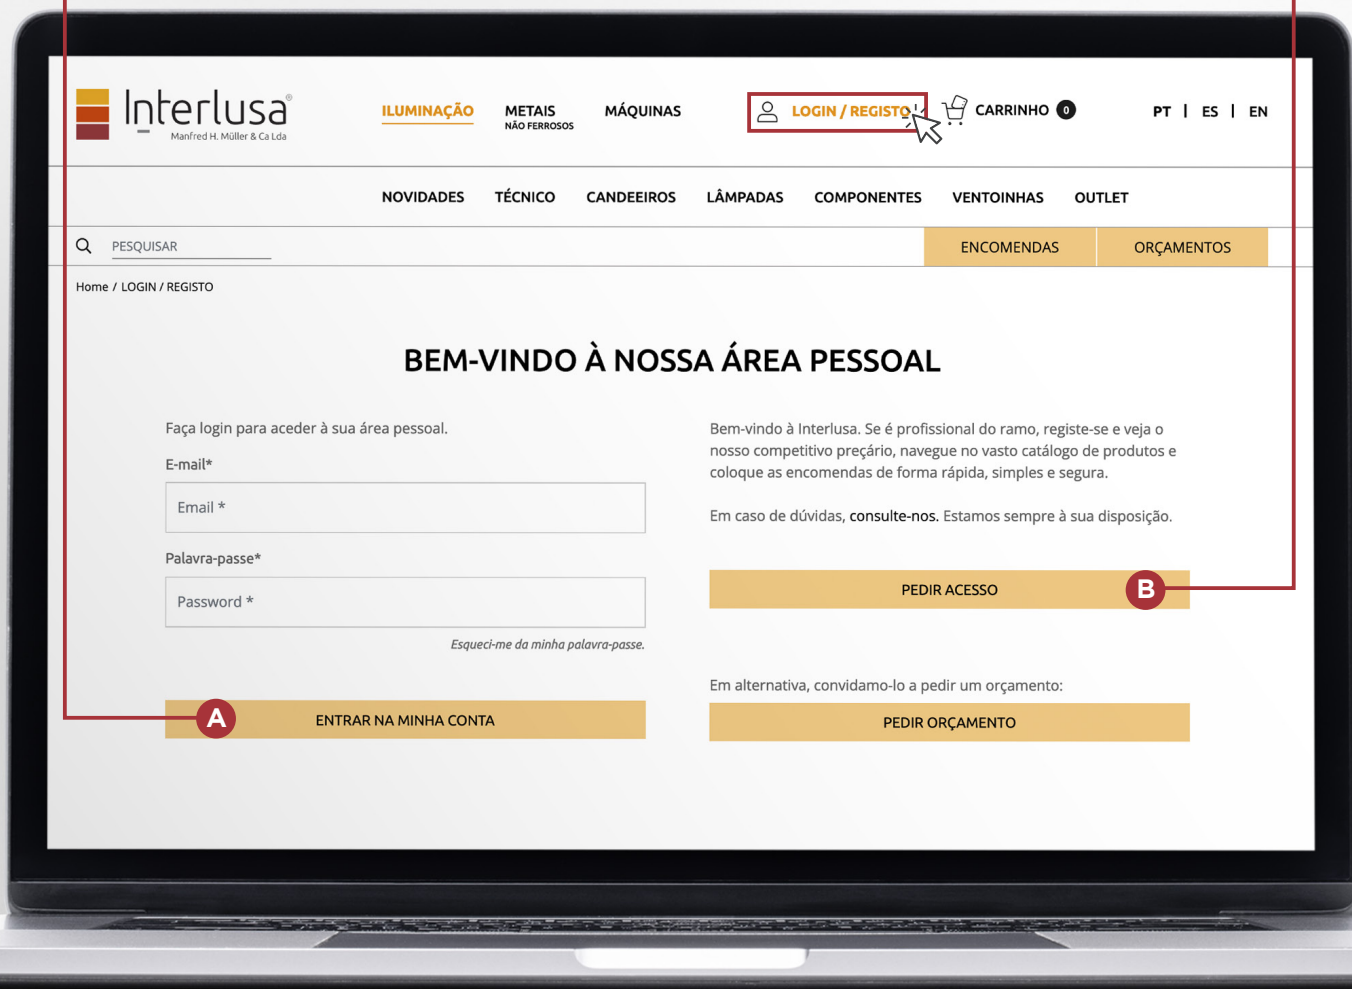 Interlusa®
Manfred H. Müller & Ca Lda
ILUMINAÇÃO
METAIS
NÃO FERROSOS
MÁQUINAS
LOGIN / REGISTO
CARRINHO 0
PT | ES | EN
NOVIDADES TÉCNICO CANDEEIROS LÂMPADAS COMPONENTES VENTOINHAS OUTLET
PESQUISAR
ENCOMENDAS
ORÇAMENTOS
Home / LOGIN / REGISTO
BEM-VINDO À NOSSA ÁREA PESSOAL
Faça login para aceder à sua área pessoal.
E-mail*
Email *
Palavra-passe*
Password *
Esqueci-me da minha palavra-passe.
A
ENTRAR NA MINHA CONTA
Bem-vindo à Interlusa. Se é profissional do ramo, registe-se e veja o
nosso competitivo preçário, navegue no vasto catálogo de produtos e
coloque as encomendas de forma rápida, simples e segura.
Em caso de dúvidas, consulte-nos. Estamos sempre à sua disposição.
PEDIR ACESSO
B
Em alternativa, convidamo-lo a pedir um orçamento:
PEDIR ORÇAMENTO